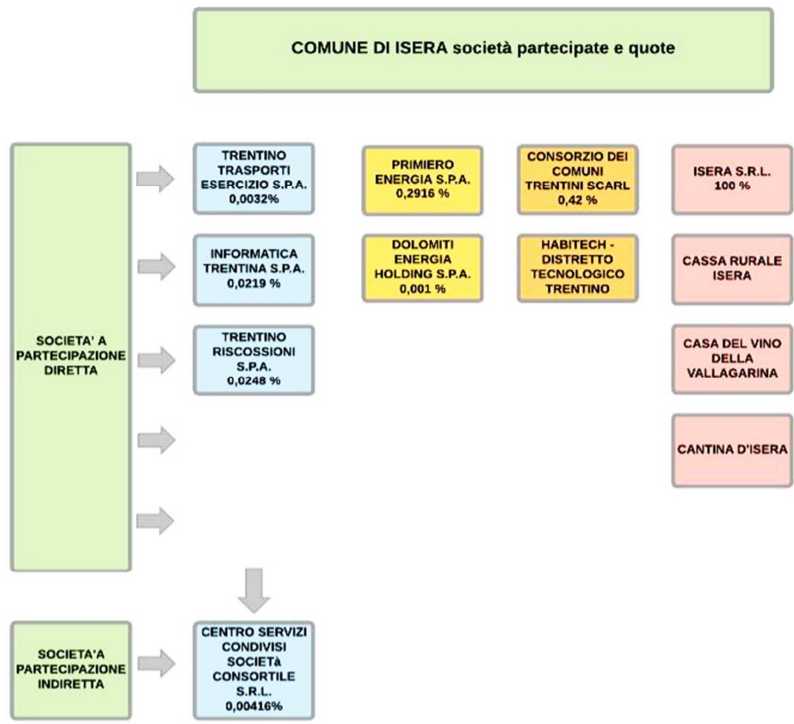 COMUNE DI ISERA società partecipate e quote
SOCIETA' A
PARTECIPAZIONE
DIRETTA
TRENTINO
TRASPORTI
ESERCIZIO S.P.A.
0,0032%
PRIMIERO
ENERGIA S.P.A.
0,2916 %
CONSORZIO DEI
COMUNI
TRENTINI SCARL
0,42 %
ISERA S.R.L.
100 %
INFORMATICA
TRENTINA S.P.A.
0,0219 %
DOLOMITI
ENERGIA
HOLDING S.P.A.
0,001 %
HABITECH -
DISTRETTO
TECNOLOGICO
TRENTINO
CASSA RURALE
ISERA
TRENTINO
RISCOSSIONI
S.P.A.
0,0248 %
CASA DEL VINO
DELLA
VALLAGARINA
CANTINA D'ISERA
SOCIETA'A
PARTECIPAZIONE
INDIRETTA
CENTRO SERVIZI
CONDIVISI
SOCIETà
CONSORTILE
S.R.L.
0,00416%